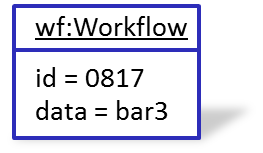 wf:Workflow
id = 0817
data = bar3